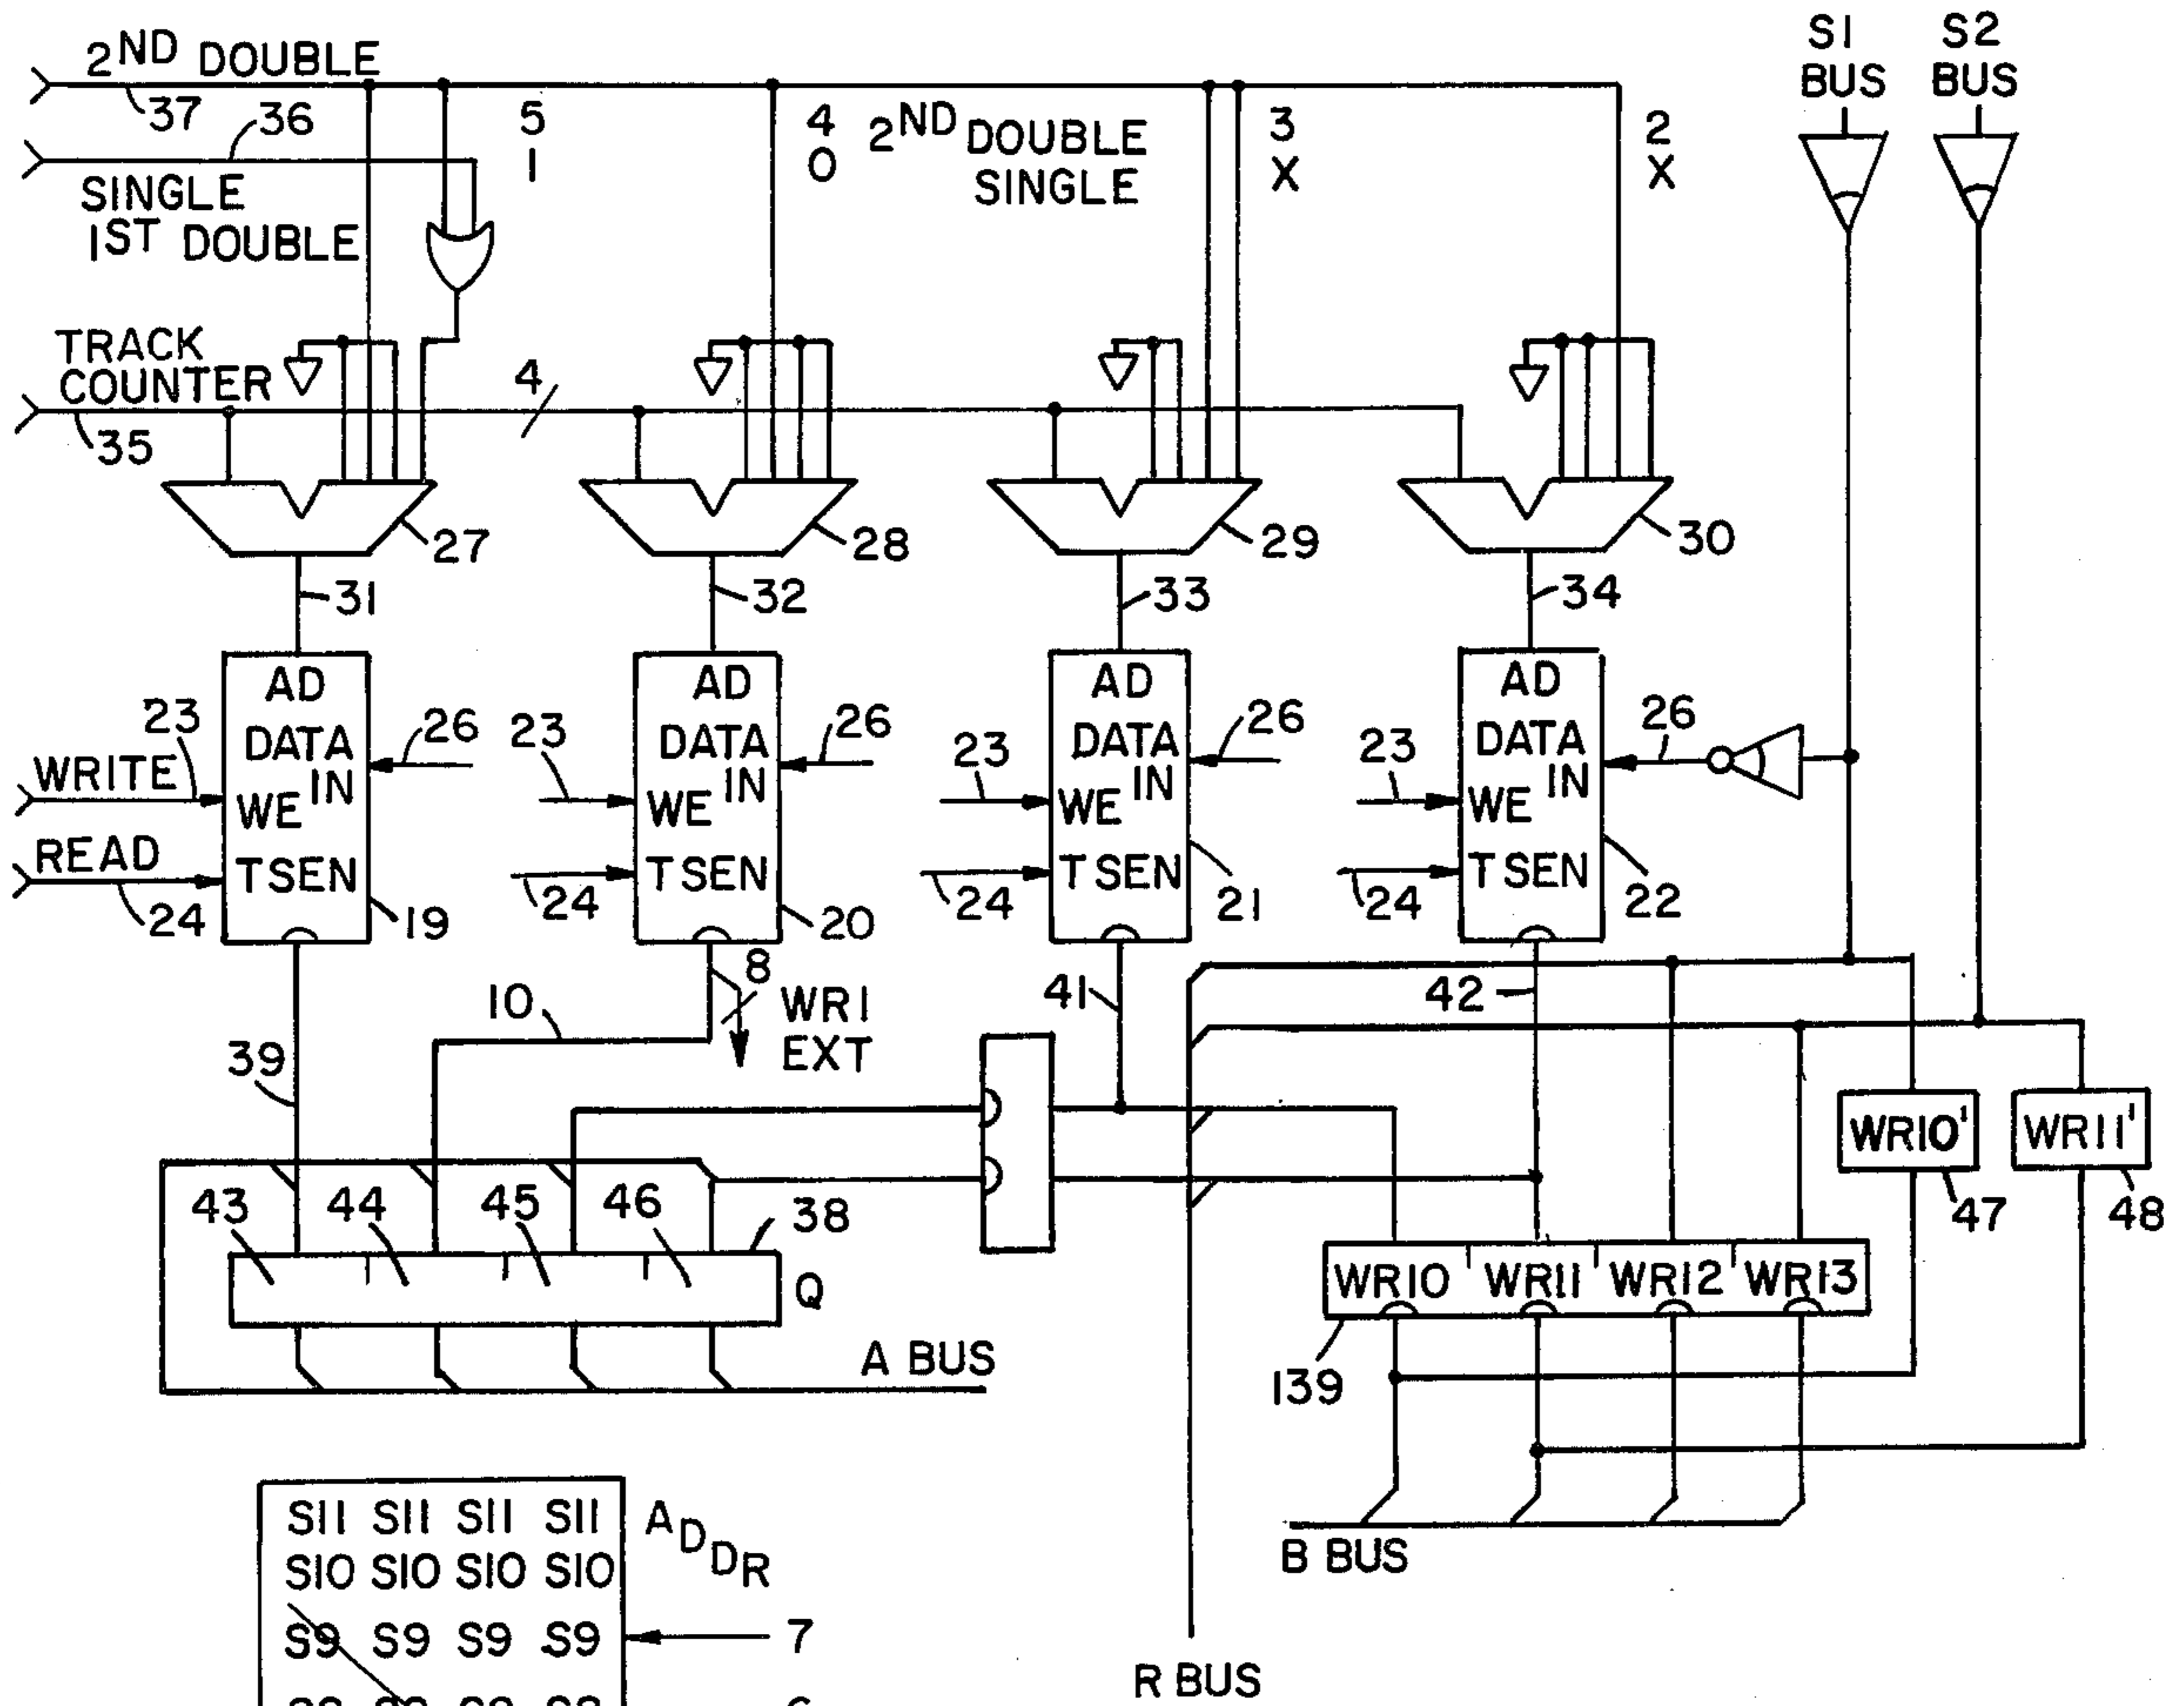 2ND DOUBLE
37
36
SINGLE
1ST DOUBLE
5
1
4
0
2ND DOUBLE
SINGLE
3
X
2
X
S1
BUS
S2
BUS
TRACK
COUNTER
35
4
27
28
29
30
31
32
33
34
AD
DATA
IN
WE
TSEN
AD
DATA
IN
WE
TSEN
AD
DATA
IN
WE
TSEN
AD
DATA
IN
WE
TSEN
23
WRITE
READ
24
26
19
23
24
26
20
23
24
26
21
23
24
26
22
39
10
8
WR1
EXT
41
42
43
44
45
46
38
Q
A BUS
WR10'
47
WR11'
48
WR10
WR11
WR12
WR13
139
B BUS
R BUS
S11 S11 S11 S11
S10 S10 S10 S10
S9 S9 S9 S9
ADDR
7